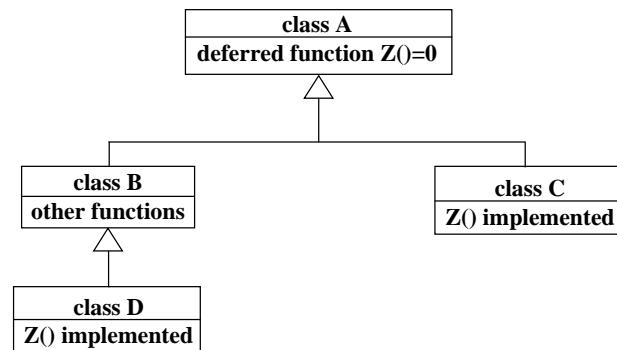 class A
deferred function Z()=0
class B
other functions
class C
Z() implemented
class D
Z() implemented